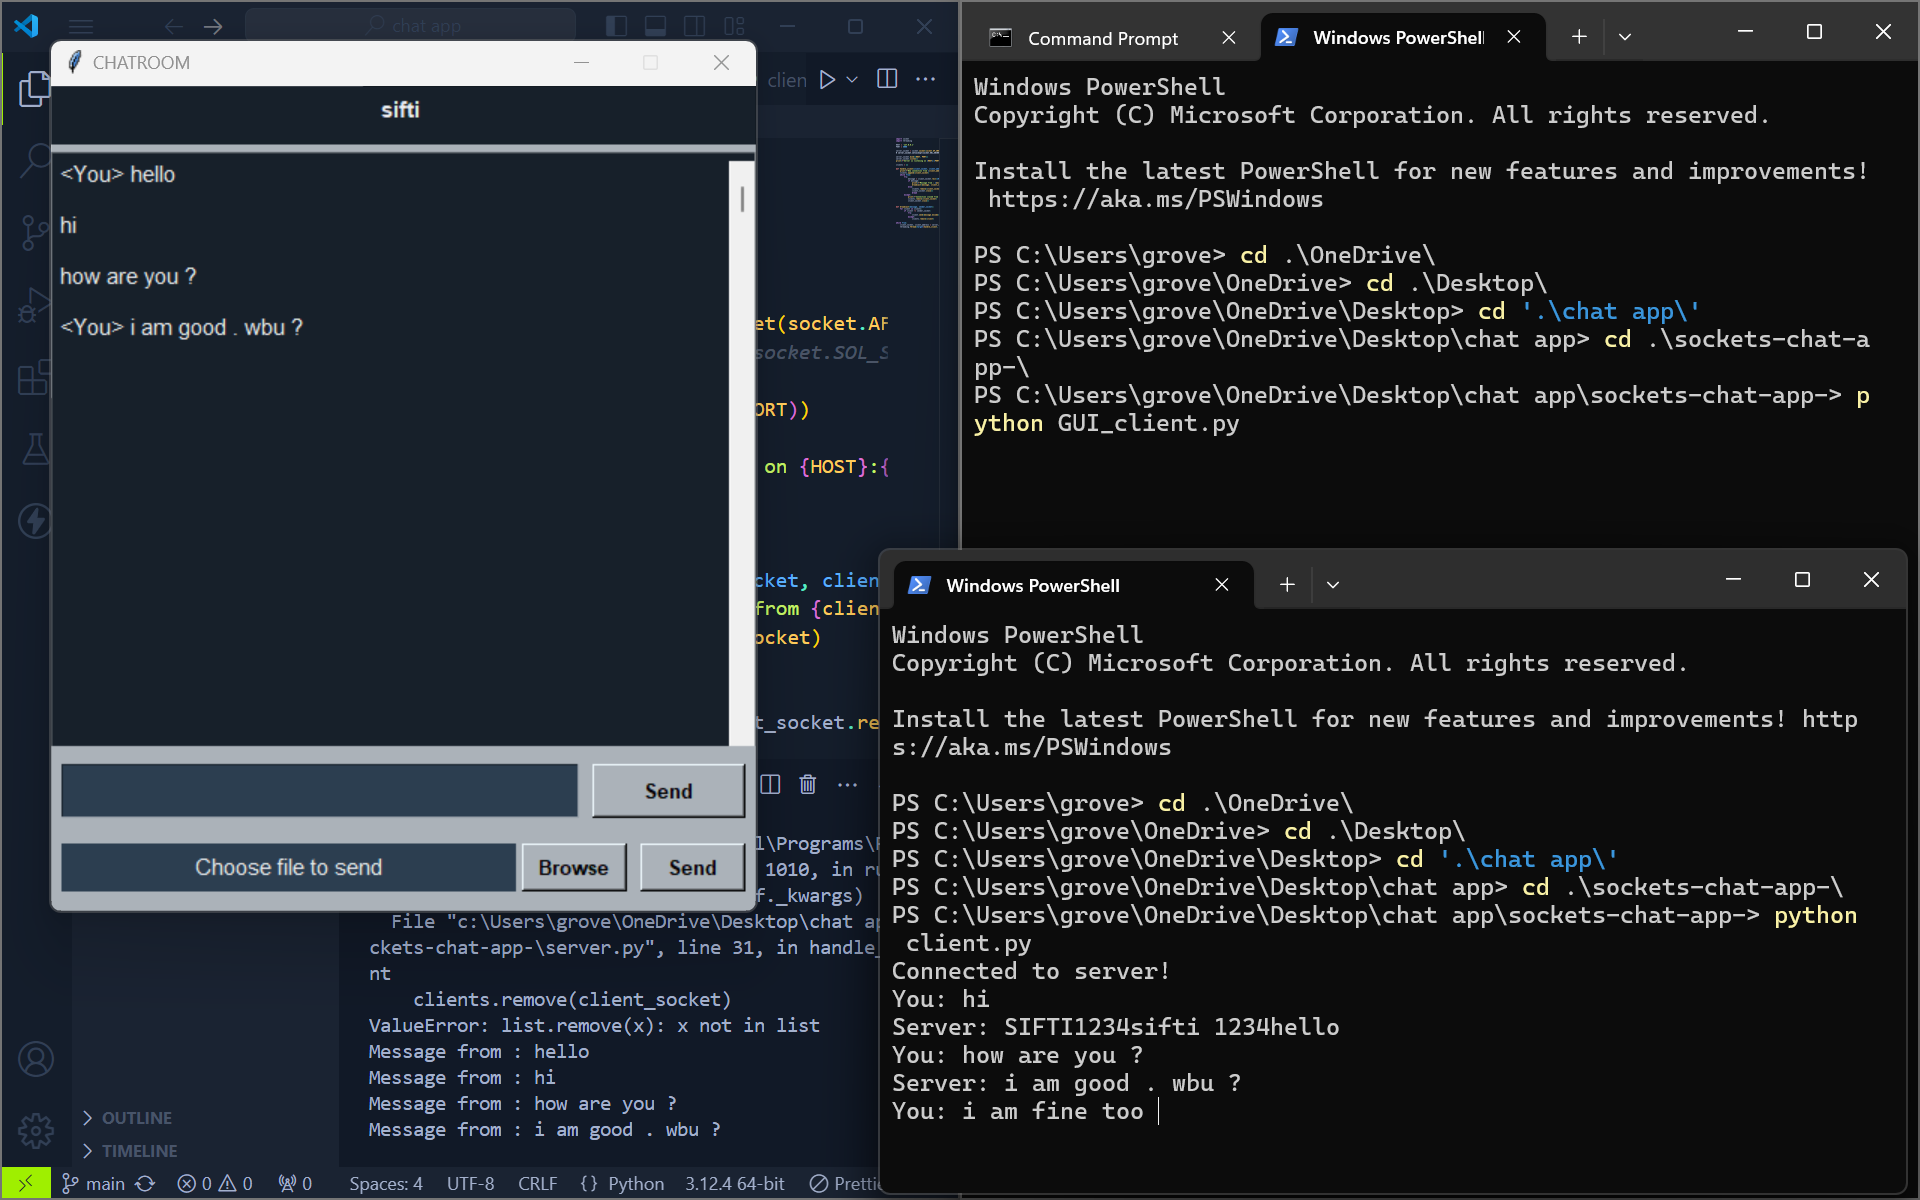 chat app
CHATROOM
sifti
<You> hello
hi
how are you ?
<You> i am good . wbu ?
Send
Choose file to send
Browse
Send
clien
et(socket.AF
socket.SOL_S
ORT))
on {HOST}:{
cket, clien
from {clien
ocket)
t_socket.re
l\Programs\P
1010, in ru
f._kwargs)
File "c:\Users\grove\OneDrive\Desktop\chat ap
ckets-chat-app-\server.py", line 31, in handle_
nt
clients.remove(client_socket)
ValueError: list.remove(x): x not in list
Message from : hello
Message from : hi
Message from : how are you ?
Message from : i am good . wbu ?
OUTLINE
TIMELINE
main 0 0 0 Spaces: 4 UTF-8 CRLF {} Python 3.12.4 64-bit Prettie
Command Prompt
Windows PowerShell
Windows PowerShell
Copyright (C) Microsoft Corporation. All rights reserved.
Install the latest PowerShell for new features and improvements!
https://aka.ms/PSWindows
PS C:\Users\grove> cd .\OneDrive\
PS C:\Users\grove\OneDrive> cd .\Desktop\
PS C:\Users\grove\OneDrive\Desktop> cd '.\chat app\'
PS C:\Users\grove\OneDrive\Desktop\chat app> cd .\sockets-chat-a
pp-\
PS C:\Users\grove\OneDrive\Desktop\chat app\sockets-chat-app-> p
ython GUI_client.py
Windows PowerShell
Windows PowerShell
Copyright (C) Microsoft Corporation. All rights reserved.
Install the latest PowerShell for new features and improvements! http
s://aka.ms/PSWindows
PS C:\Users\grove> cd .\OneDrive\
PS C:\Users\grove\OneDrive> cd .\Desktop\
PS C:\Users\grove\OneDrive\Desktop> cd '.\chat app\'
PS C:\Users\grove\OneDrive\Desktop\chat app> cd .\sockets-chat-app-\
PS C:\Users\grove\OneDrive\Desktop\chat app\sockets-chat-app-> python
client.py
Connected to server!
You: hi
Server: SIFTI1234sifti 1234hello
You: how are you ?
Server: i am good . wbu ?
You: i am fine too